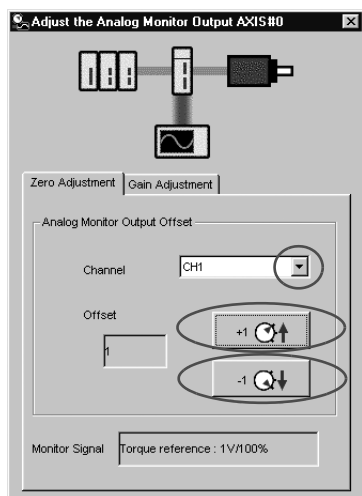 Adjust the Analog Monitor Output AXIS#0
Zero Adjustment
Gain Adjustment
Analog Monitor Output Offset
Channel
CH1
Offset
1
+1
-1
Monitor Signal
Torque reference : 1V/100%